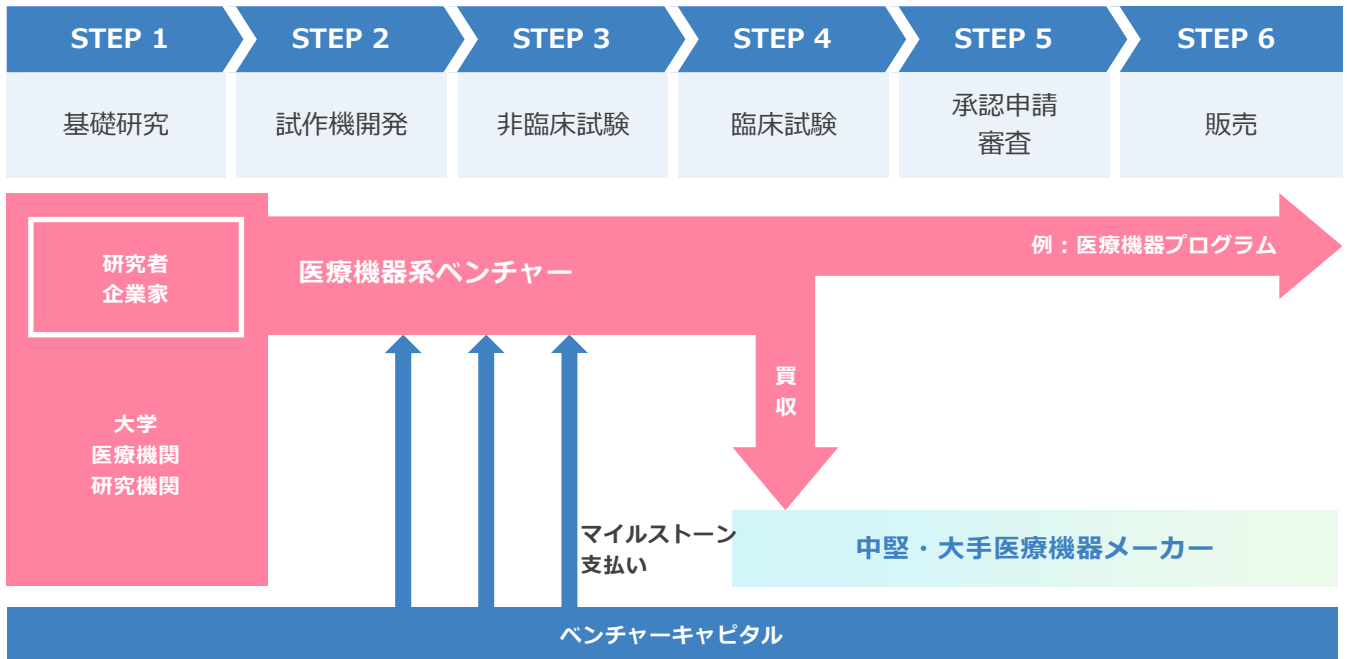 STEP 1
STEP 2
STEP 3
STEP 4
STEP 5
STEP 6
基礎研究
試作機開発
非臨床試験
臨床試験
承認申請
審査
販売
研究者
企業家
医療機器系ベンチャー
例：医療機器プログラム
大学
医療機関
研究機関
買
収
マイルストーン
支払い
中堅・大手医療機器メーカー
ベンチャーキャピタル